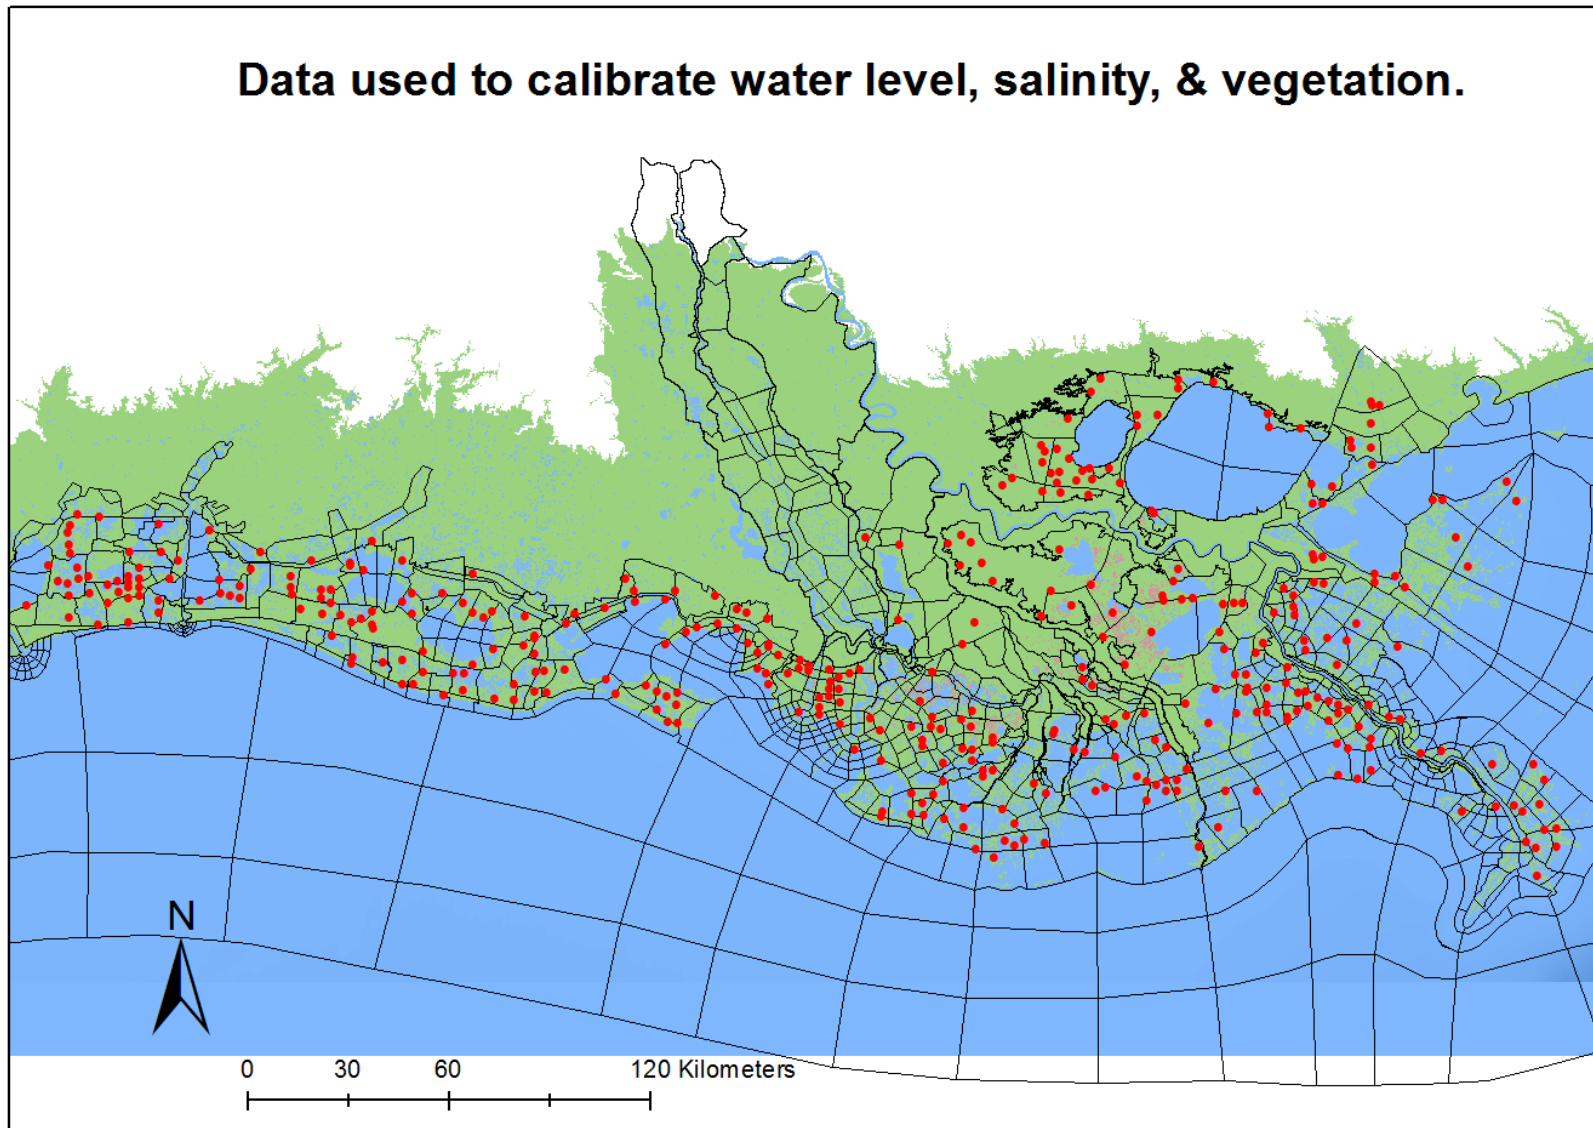 Data used to calibrate water level, salinity, & vegetation.
N
0 30 60 120 Kilometers